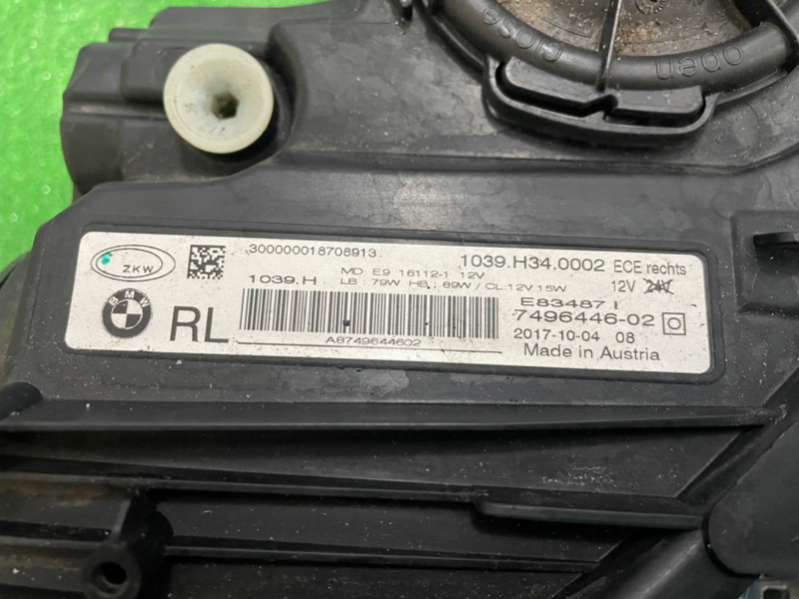 close open
ZKW
300000018708913
1039.H34.0002 ECE rechts
MD E9 16112-1 12V
12V 24V
1039.H LB : 79W HB : 89W / CL:12V 15W
E83487 I
BMW
RL
7496446-02
2017-10-04 08
A8749644602
Made in Austria